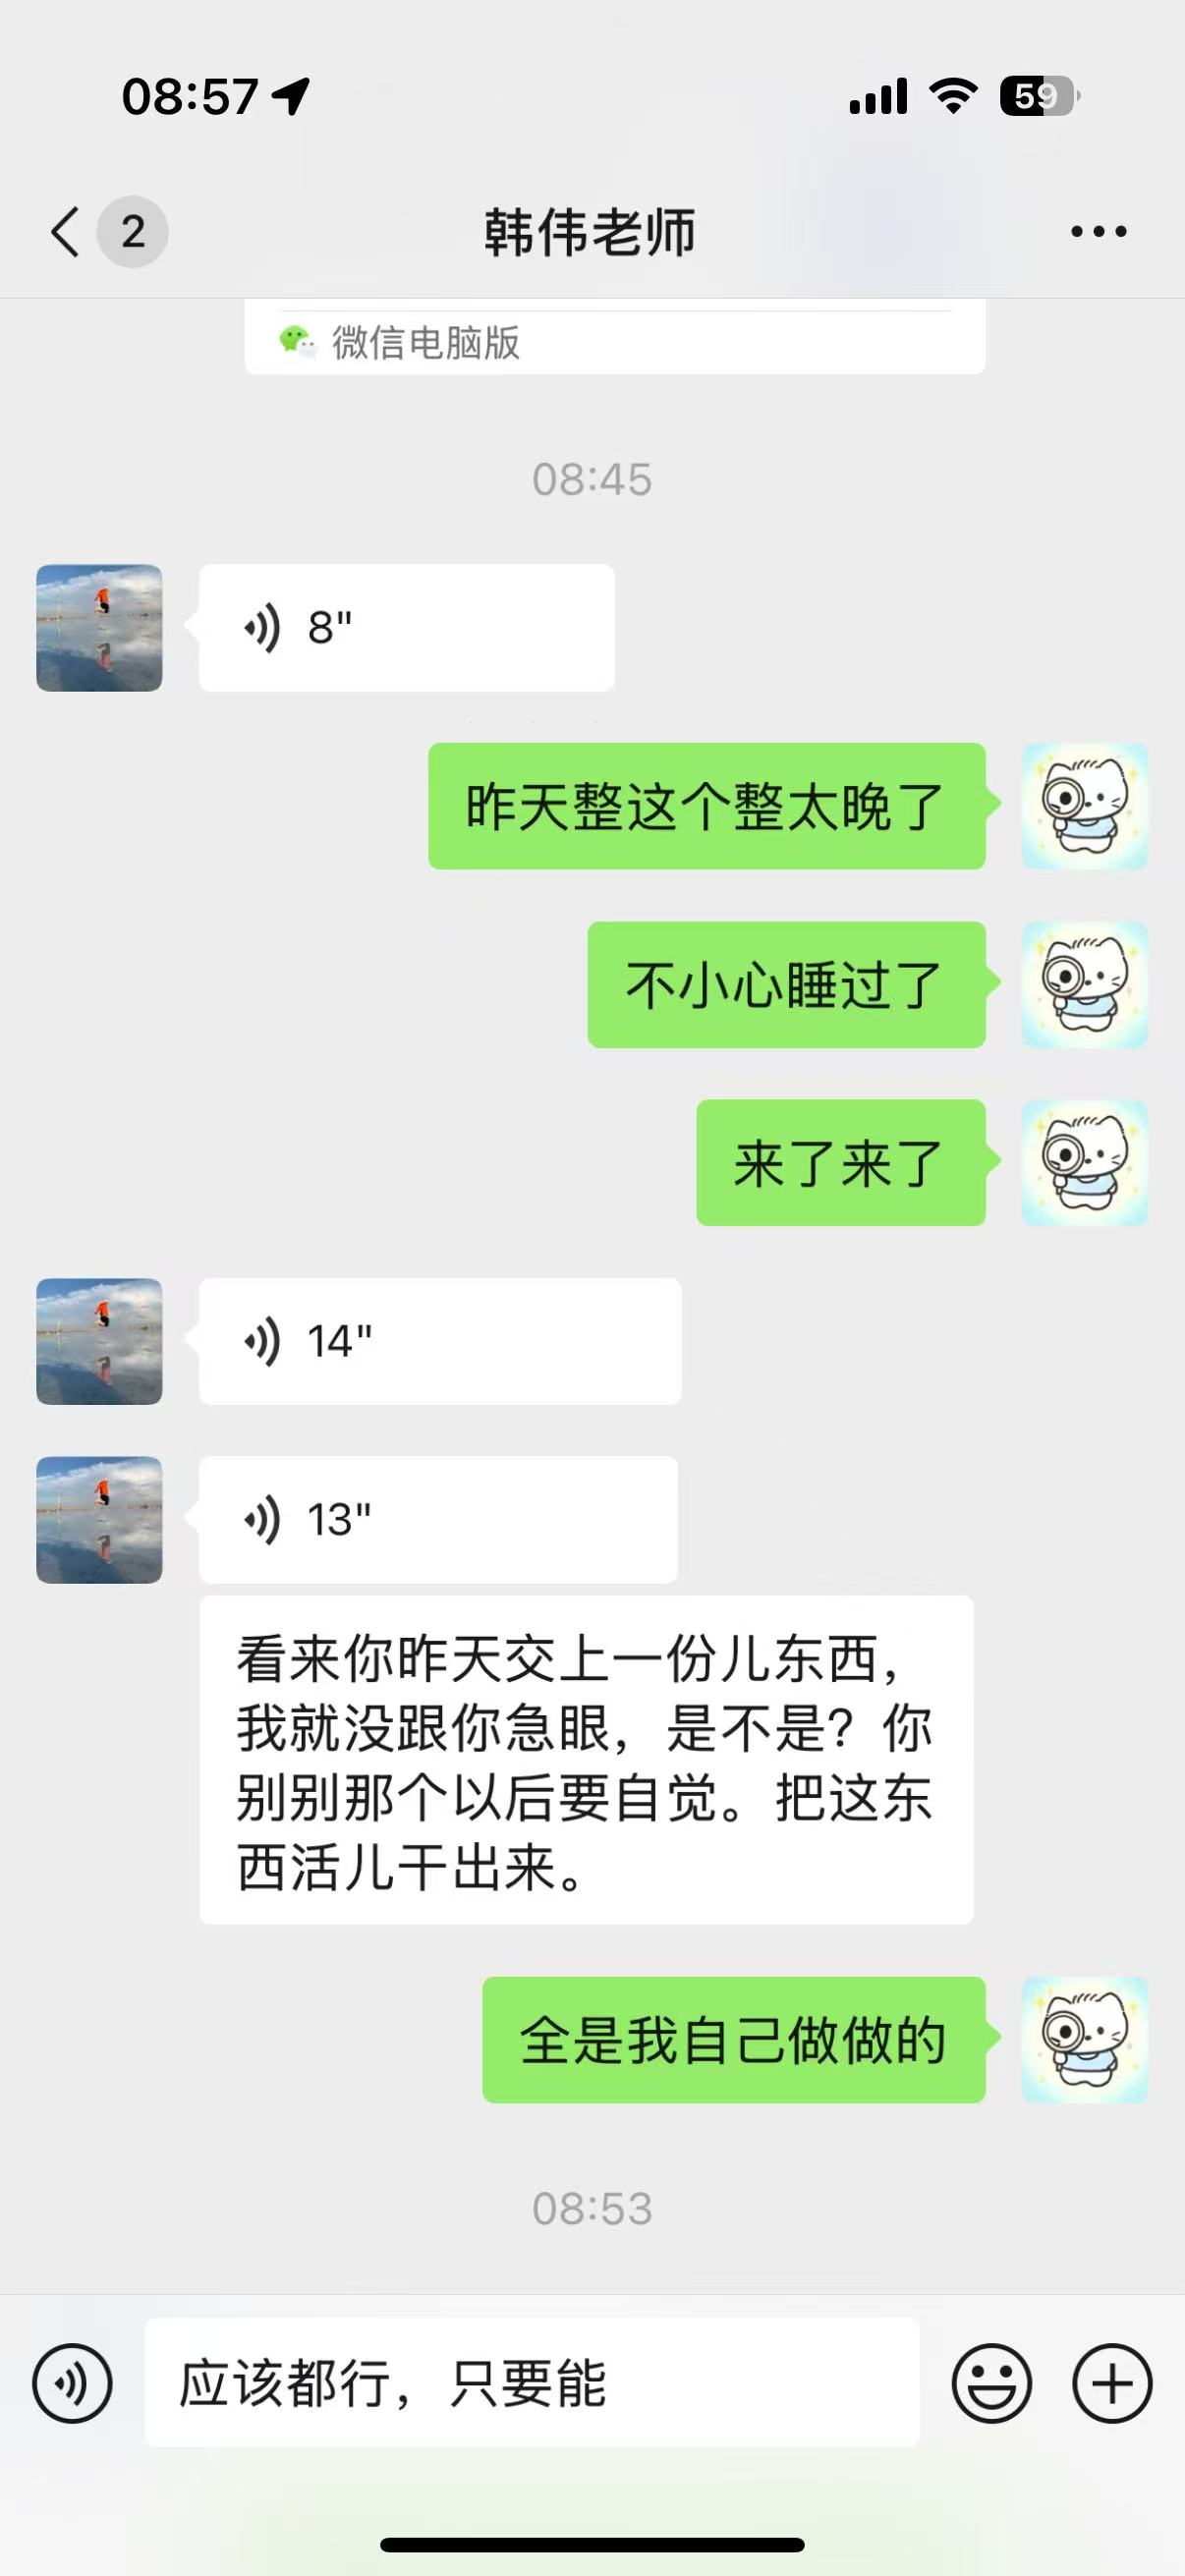 08:57
59
2
韩伟老师
微信电脑版
08:45
8"
昨天整这个整太晚了
不小心睡过了
来了来了
14"
13"
看来你昨天交上一份儿东西，
我就没跟你急眼，是不是？你
别别那个以后要自觉。把这东
西活儿干出来。
全是我自己做做的
08:53
应该都行，只要能